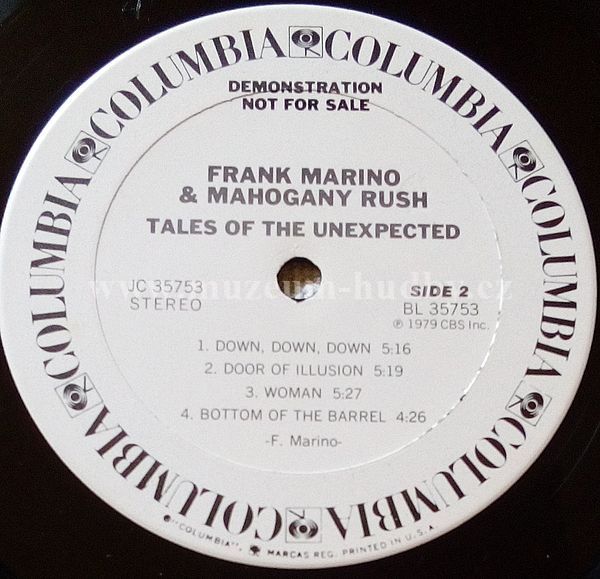 COLUMBIA COLUMBIA COLUMBIA COLUMBIA COLUMBIA COLUMBIA COLUMBIA COLUMBIA
DEMONSTRATION
NOT FOR SALE
FRANK MARINO
& MAHOGANY RUSH
TALES OF THE UNEXPECTED
JC 35753
STEREO
SIDE 2
BL 35753
℗ 1979 CBS Inc.
www.muzeum-hudby.cz
1. DOWN, DOWN, DOWN 5:16
2. DOOR OF ILLUSION 5:19
3. WOMAN 5:27
4. BOTTOM OF THE BARREL 4:26
-F. Marino-
"COLUMBIA", MARCAS REG. PRINTED IN U.S.A.